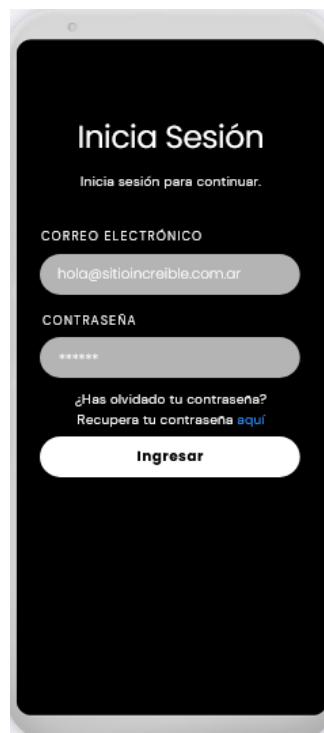 Inicia Sesión
Inicia sesión para continuar.
CORREO ELECTRÓNICO
hola@sitioincreible.com.ar
CONTRASEÑA
******
¿Has olvidado tu contraseña?
Recupera tu contraseña aquí
Ingresar